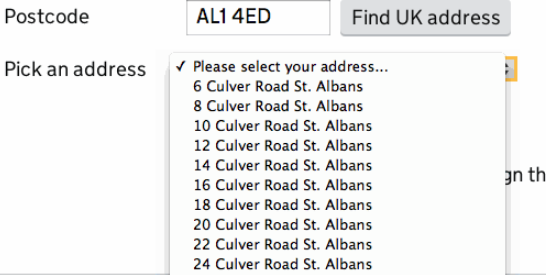 Postcode AL1 4ED Find UK address
Pick an address ✓ Please select your address...
6 Culver Road St. Albans
8 Culver Road St. Albans
10 Culver Road St. Albans
12 Culver Road St. Albans
14 Culver Road St. Albans
16 Culver Road St. Albans
18 Culver Road St. Albans
20 Culver Road St. Albans
22 Culver Road St. Albans
24 Culver Road St. Albans